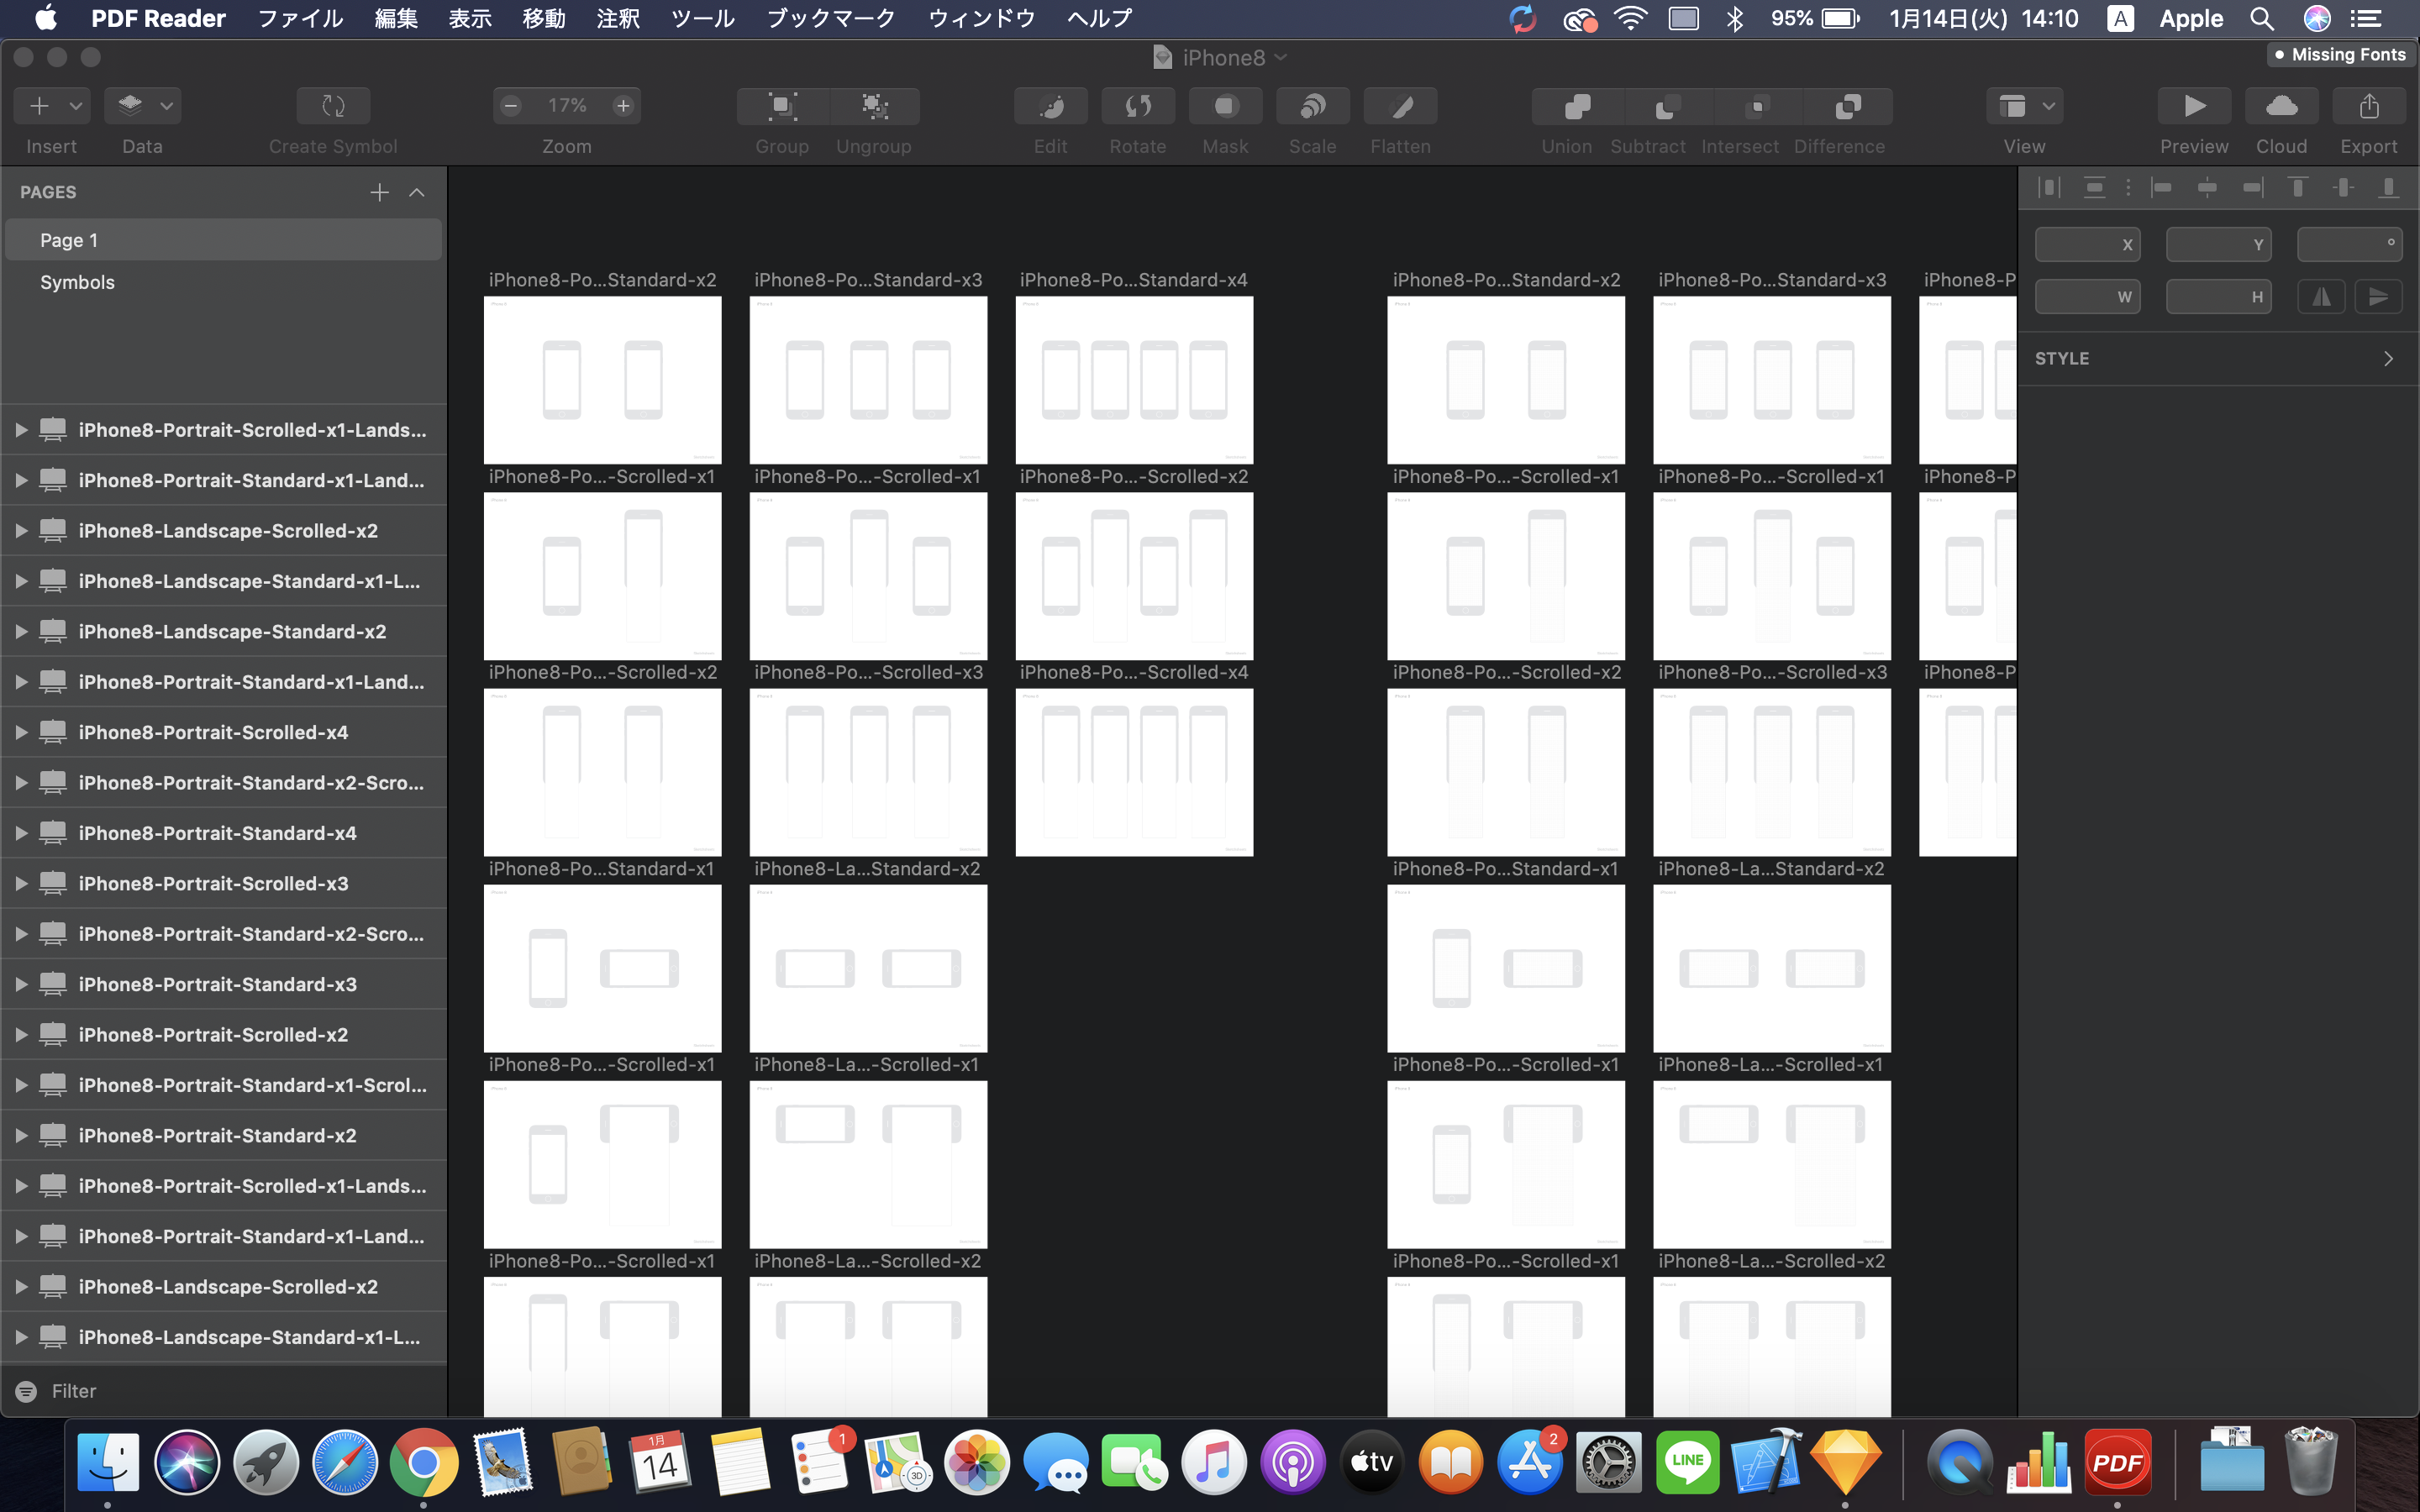 PDF Reader ファイル 編集 表示 移動 注釈 ツール ブックマーク ウィンドウ ヘルプ 95% 1月14日(火) 14:10 A Apple
iPhone8
Missing Fonts
17%
Insert Data Create Symbol Zoom Group Ungroup Edit Rotate Mask Scale Flatten Union Subtract Intersect Difference View Preview Cloud Export
PAGES
Page 1
Symbols
iPhone8-Portrait-Scrolled-x1-Lands...
iPhone8-Portrait-Standard-x1-Land...
iPhone8-Landscape-Scrolled-x2
iPhone8-Landscape-Standard-x1-L...
iPhone8-Landscape-Standard-x2
iPhone8-Portrait-Standard-x1-Land...
iPhone8-Portrait-Scrolled-x4
iPhone8-Portrait-Standard-x2-Scro...
iPhone8-Portrait-Standard-x4
iPhone8-Portrait-Scrolled-x3
iPhone8-Portrait-Standard-x2-Scro...
iPhone8-Portrait-Standard-x3
iPhone8-Portrait-Scrolled-x2
iPhone8-Portrait-Standard-x1-Scrol...
iPhone8-Portrait-Standard-x2
iPhone8-Portrait-Scrolled-x1-Lands...
iPhone8-Portrait-Standard-x1-Land...
iPhone8-Landscape-Scrolled-x2
iPhone8-Landscape-Standard-x1-L...
Filter
iPhone8-Po...Standard-x2 iPhone8-Po...Standard-x3 iPhone8-Po...Standard-x4 iPhone8-Po...Standard-x2 iPhone8-Po...Standard-x3 iPhone8-P
iPhone8-Po...-Scrolled-x1 iPhone8-Po...-Scrolled-x1 iPhone8-Po...-Scrolled-x2 iPhone8-Po...-Scrolled-x1 iPhone8-Po...-Scrolled-x1 iPhone8-P
iPhone8-Po...-Scrolled-x2 iPhone8-Po...-Scrolled-x3 iPhone8-Po...-Scrolled-x4 iPhone8-Po...-Scrolled-x2 iPhone8-Po...-Scrolled-x3 iPhone8-P
iPhone8-Po...Standard-x1 iPhone8-La...Standard-x2 iPhone8-Po...Standard-x1 iPhone8-La...Standard-x2
iPhone8-Po...-Scrolled-x1 iPhone8-La...-Scrolled-x1 iPhone8-Po...-Scrolled-x1 iPhone8-La...-Scrolled-x1
iPhone8-Po...-Scrolled-x1 iPhone8-La...-Scrolled-x2 iPhone8-Po...-Scrolled-x1 iPhone8-La...-Scrolled-x2
X Y °
W H
STYLE
1月
14
1
3D
tv
2
LINE
PDF